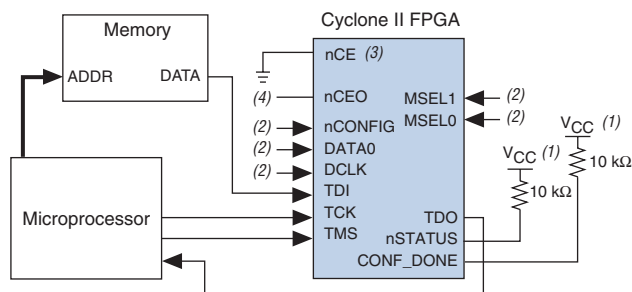 Cyclone II FPGA
Memory
ADDR
DATA
Microprocessor
nCE (3)
(4) nCEO
(2) nCONFIG
(2) DATA0
(2) DCLK
TDI
TCK
TMS
MSEL1 (2)
MSEL0 (2)
TDO
nSTATUS
CONF_DONE
VCC (1)
10 kΩ
VCC (1)
10 kΩ